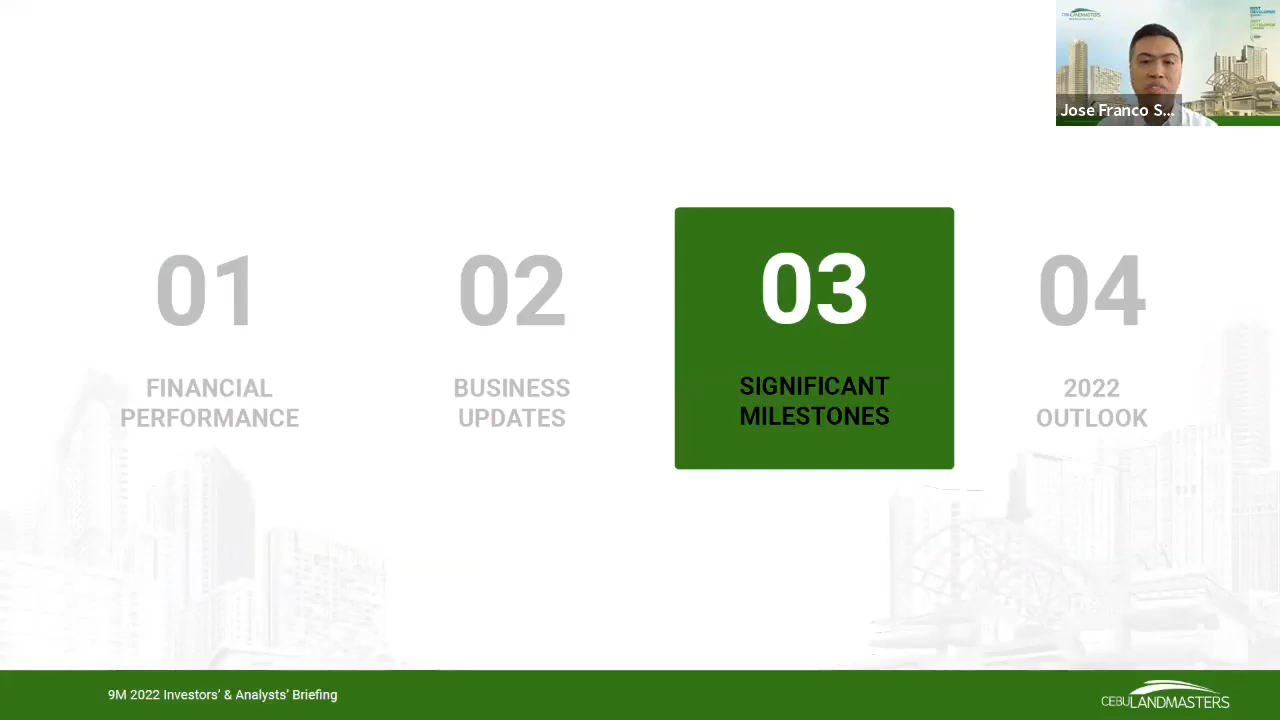 CEBU LANDMASTERS
Jose Franco S...
01
FINANCIAL
PERFORMANCE
02
BUSINESS
UPDATES
03
SIGNIFICANT
MILESTONES
04
2022
OUTLOOK
9M 2022 Investors' & Analysts' Briefing
CEBULANDMASTERS